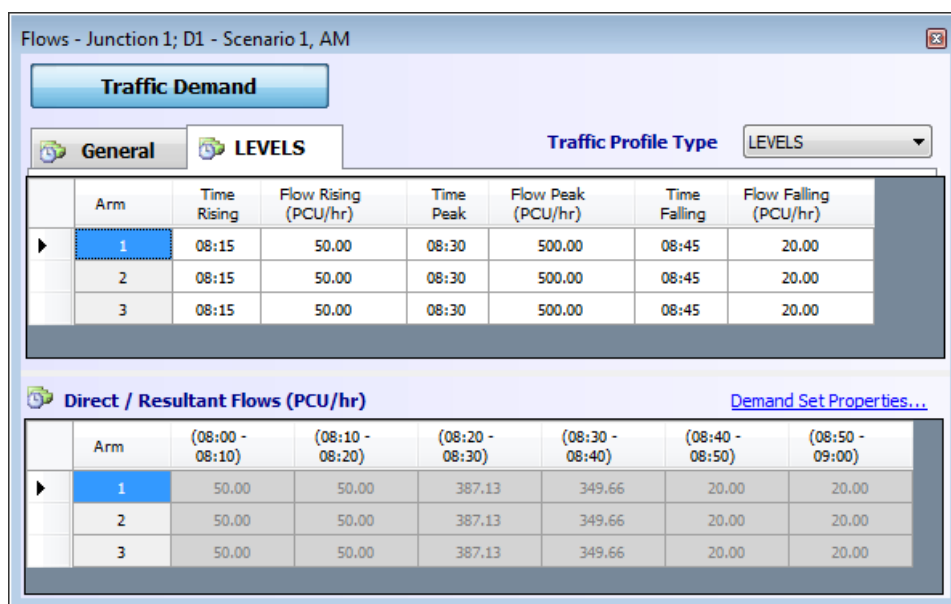 Flows - Junction 1; D1 - Scenario 1, AM
Traffic Demand
General LEVELS Traffic Profile Type LEVELS
Arm Time Rising Flow Rising (PCU/hr) Time Peak Flow Peak (PCU/hr) Time Falling Flow Falling (PCU/hr)
1 08:15 50.00 08:30 500.00 08:45 20.00
2 08:15 50.00 08:30 500.00 08:45 20.00
3 08:15 50.00 08:30 500.00 08:45 20.00
Direct / Resultant Flows (PCU/hr) Demand Set Properties...
Arm (08:00 - 08:10) (08:10 - 08:20) (08:20 - 08:30) (08:30 - 08:40) (08:40 - 08:50) (08:50 - 09:00)
1 50.00 50.00 387.13 349.66 20.00 20.00
2 50.00 50.00 387.13 349.66 20.00 20.00
3 50.00 50.00 387.13 349.66 20.00 20.00